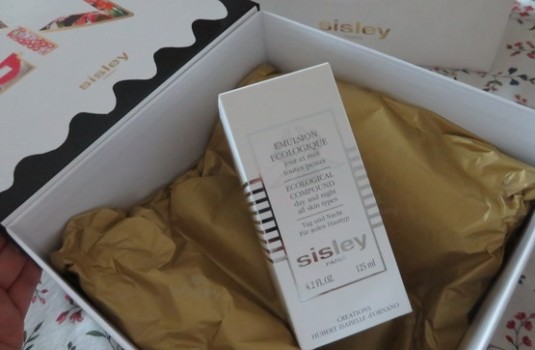 sisley
sisley
EMULSION
ECOLOGIQUE
jour et nuit
toutes peaux
ECOLOGICAL
COMPOUND
day and night
all skin types
Tag und Nacht
Für jeden Hauttyp
sisley
PARIS
4.2 FL.OZ. 125 ml
CREATIONS
HUBERT ISABELLE d'ORNANO